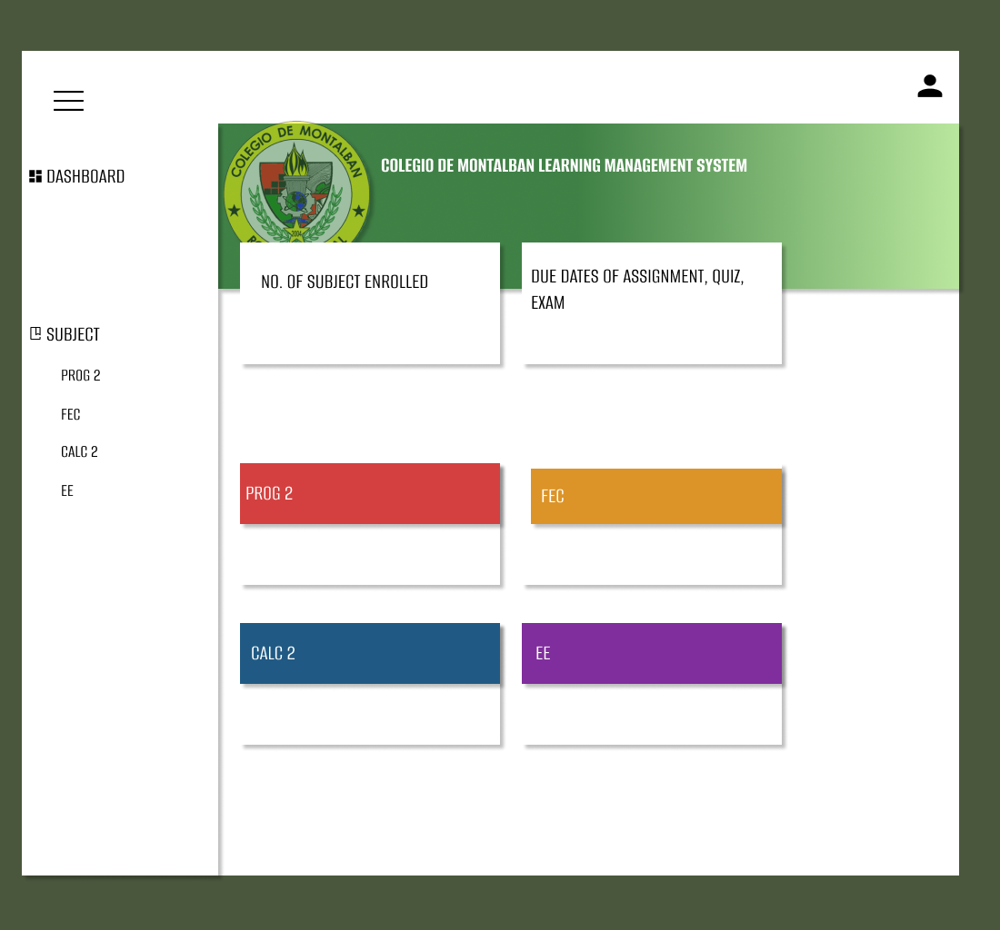 COLEGIO DE MONTALBAN
2004
COLEGIO DE MONTALBAN LEARNING MANAGEMENT SYSTEM
DASHBOARD
NO. OF SUBJECT ENROLLED
DUE DATES OF ASSIGNMENT, QUIZ,
EXAM
SUBJECT
PROG 2
FEC
CALC 2
EE
PROG 2
FEC
CALC 2
EE